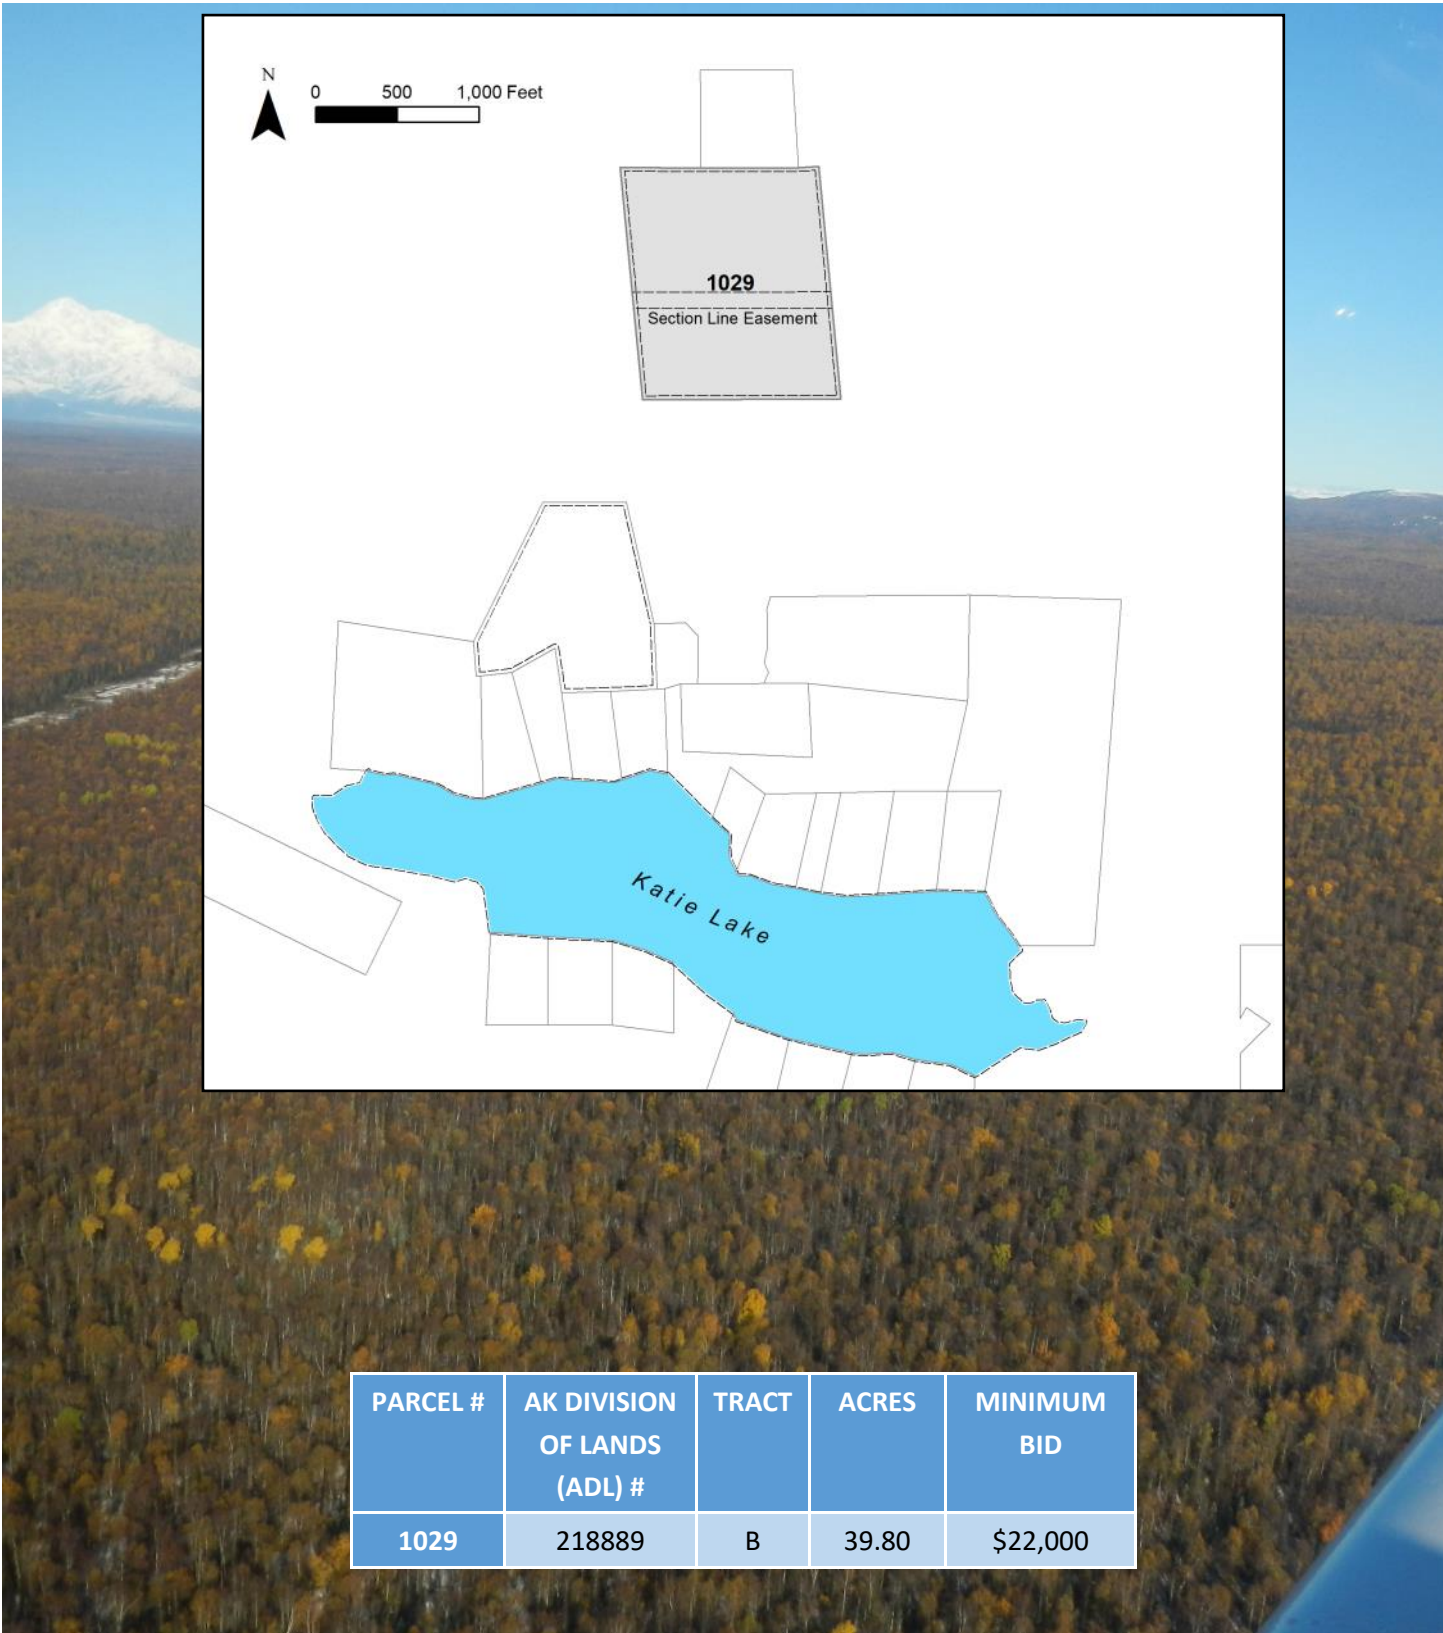 N
0 500 1,000 Feet
1029
Section Line Easement
Katie Lake
PARCEL # AK DIVISION OF LANDS (ADL) # TRACT ACRES MINIMUM BID
1029 218889 B 39.80 $22,000